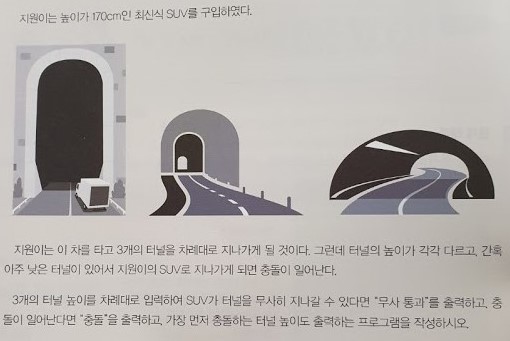 지원이는 높이가 170cm인 최신식 SUV를 구입하였다.
지원이는 이 차를 타고 3개의 터널을 차례대로 지나가게 될 것이다. 그런데 터널의 높이가 각각 다르고, 간혹
아주 낮은 터널이 있어서 지원이의 SUV로 지나가게 되면 충돌이 일어난다.
3개의 터널 높이를 차례대로 입력하여 SUV가 터널을 무사히 지나갈 수 있다면 "무사 통과"를 출력하고, 충
돌이 일어난다면 "충돌"을 출력하고, 가장 먼저 충돌하는 터널 높이도 출력하는 프로그램을 작성하시오.